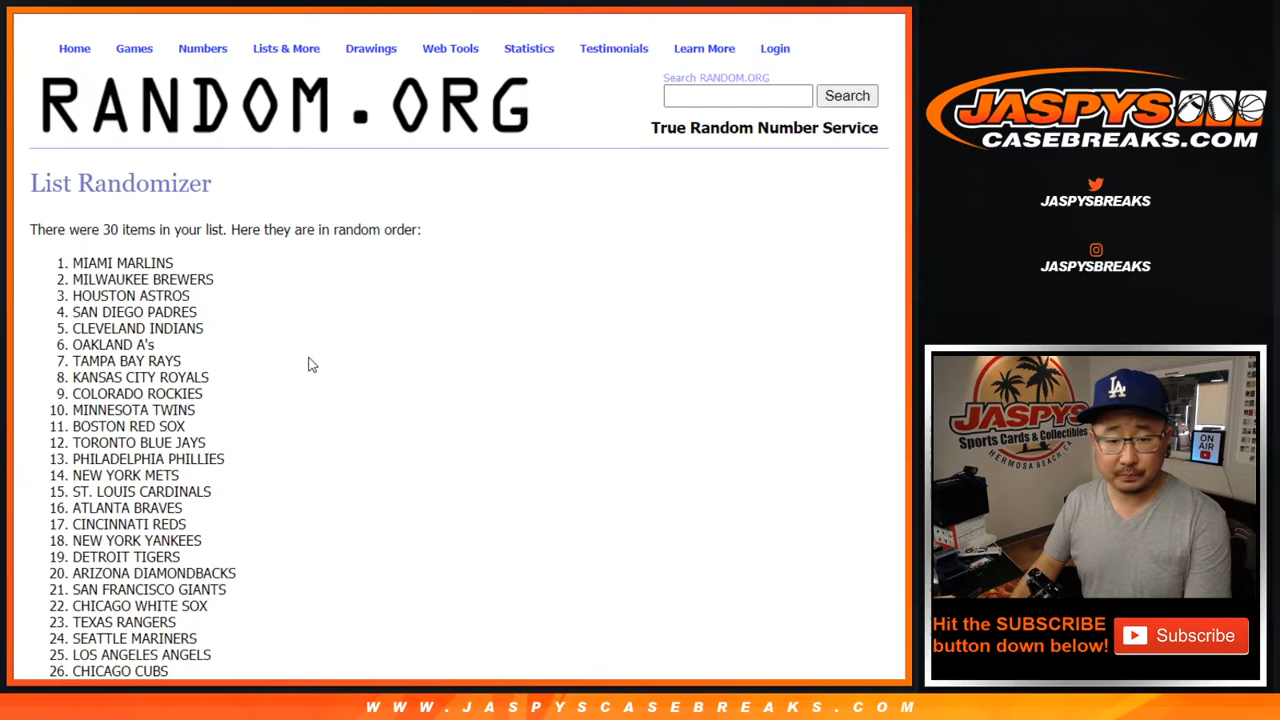 Home Games Numbers Lists & More Drawings Web Tools Statistics Testimonials Learn More Login
RANDOM.ORG
Search RANDOM.ORG
Search
True Random Number Service
List Randomizer
There were 30 items in your list. Here they are in random order:
1. MIAMI MARLINS
2. MILWAUKEE BREWERS
3. HOUSTON ASTROS
4. SAN DIEGO PADRES
5. CLEVELAND INDIANS
6. OAKLAND A's
7. TAMPA BAY RAYS
8. KANSAS CITY ROYALS
9. COLORADO ROCKIES
10. MINNESOTA TWINS
11. BOSTON RED SOX
12. TORONTO BLUE JAYS
13. PHILADELPHIA PHILLIES
14. NEW YORK METS
15. ST. LOUIS CARDINALS
16. ATLANTA BRAVES
17. CINCINNATI REDS
18. NEW YORK YANKEES
19. DETROIT TIGERS
20. ARIZONA DIAMONDBACKS
21. SAN FRANCISCO GIANTS
22. CHICAGO WHITE SOX
23. TEXAS RANGERS
24. SEATTLE MARINERS
25. LOS ANGELES ANGELS
26. CHICAGO CUBS
JASPYS
CASEBREAKS.COM
JASPYSBREAKS
JASPYSBREAKS
JASPYS
Sports Cards & Collectibles
HERMOSA BEACH, CA
LA
ON
AIR
Hit the SUBSCRIBE
button down below!
Subscribe
WWW.JASPYSCASEBREAKS.COM